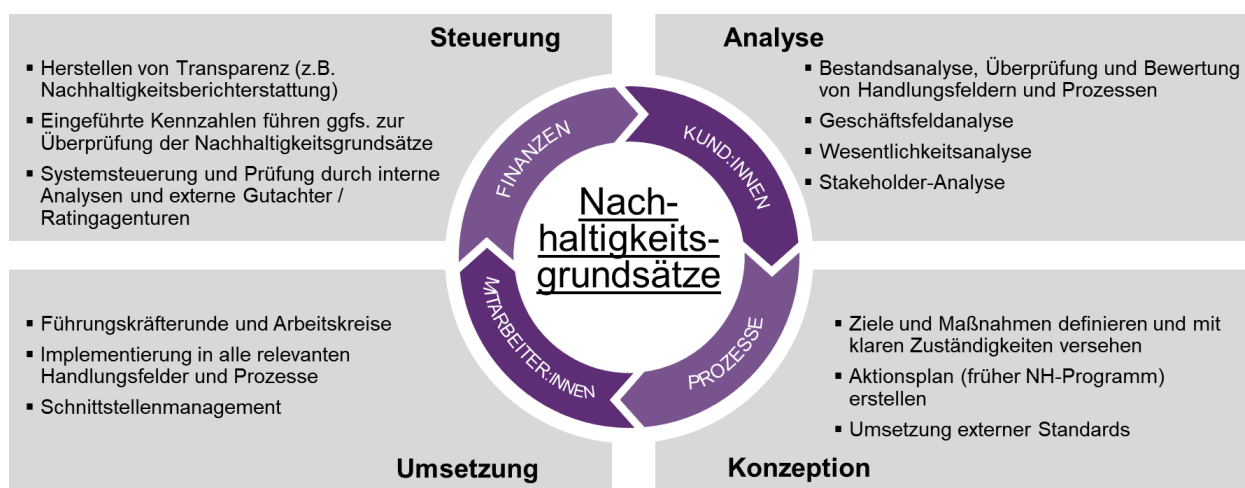 Steuerung
▪ Herstellen von Transparenz (z.B.
Nachhaltigkeitsberichterstattung)
▪ Eingeführte Kennzahlen führen ggfs. zur
Überprüfung der Nachhaltigkeitsgrundsätze
▪ Systemsteuerung und Prüfung durch interne
Analysen und externe Gutachter /
Ratingagenturen
Analyse
▪ Bestandsanalyse, Überprüfung und Bewertung
von Handlungsfeldern und Prozessen
▪ Geschäftsfeldanalyse
▪ Wesentlichkeitsanalyse
▪ Stakeholder-Analyse
FINANZEN
KUND:INNEN
Nach-
haltigkeits-
grundsätze
MITARBEITER:INNEN
PROZESSE
▪ Führungskräfterunde und Arbeitskreise
▪ Implementierung in alle relevanten
Handlungsfelder und Prozesse
▪ Schnittstellenmanagement
Umsetzung
▪ Ziele und Maßnahmen definieren und mit
klaren Zuständigkeiten versehen
▪ Aktionsplan (früher NH-Programm)
erstellen
▪ Umsetzung externer Standards
Konzeption